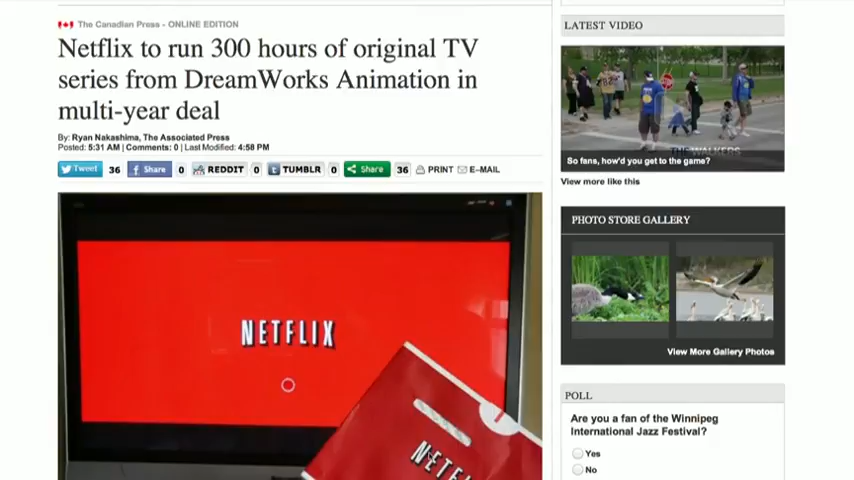 The Canadian Press - ONLINE EDITION
Netflix to run 300 hours of original TV
series from DreamWorks Animation in
multi-year deal
By: Ryan Nakashima, The Associated Press
Posted: 5:31 AM | Comments: 0 | Last Modified: 4:58 PM
Tweet 36 Share 0 REDDIT 0 TUMBLR 0 Share 36 PRINT E-MAIL
NETFLIX
NETFLIX
LATEST VIDEO
THE WALKERS
So fans, how'd you get to the game?
View more like this
PHOTO STORE GALLERY
View More Gallery Photos
POLL
Are you a fan of the Winnipeg
International Jazz Festival?
Yes
No